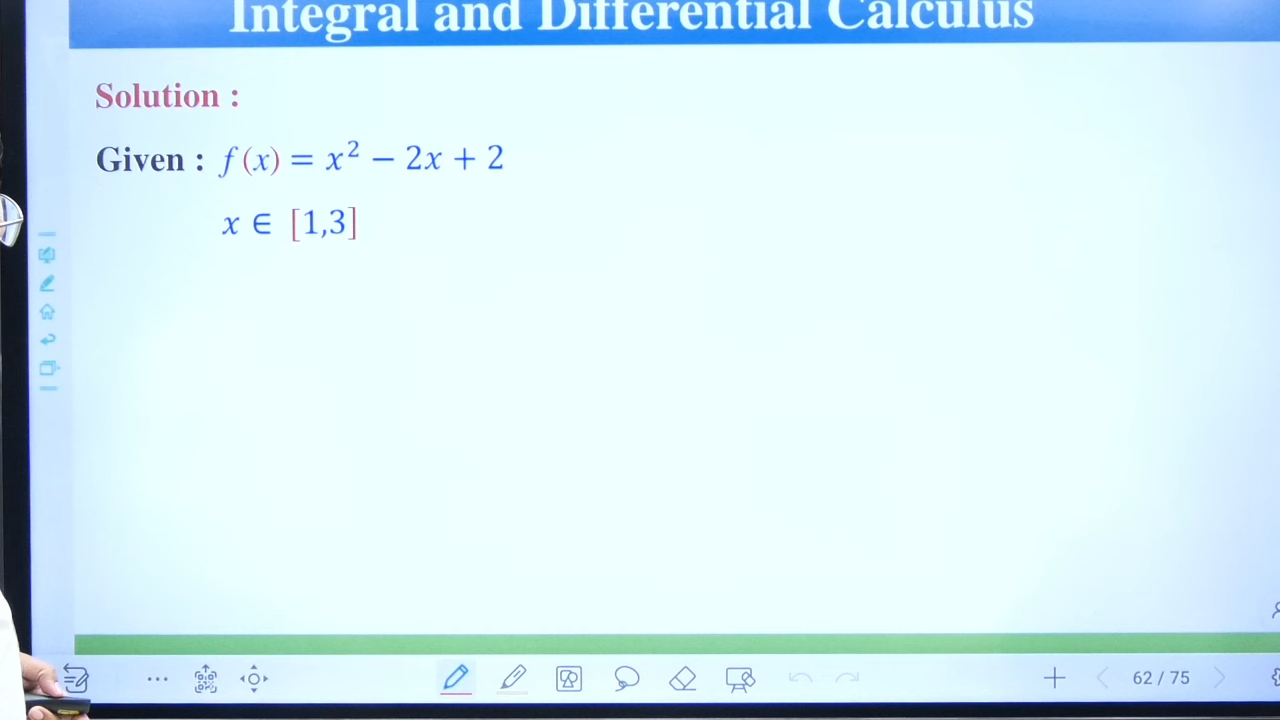 Integral and Differential Calculus
Solution :
Given : f(x) = x² − 2x + 2
x ∈ [1,3]
62 / 75